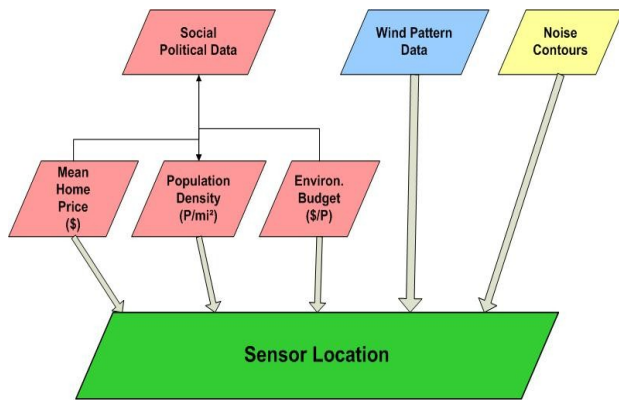 Social
Political Data
Wind Pattern
Data
Noise
Contours
Mean
Home
Price
($)
Population
Density
(P/mi²)
Environ.
Budget
($/P)
Sensor Location